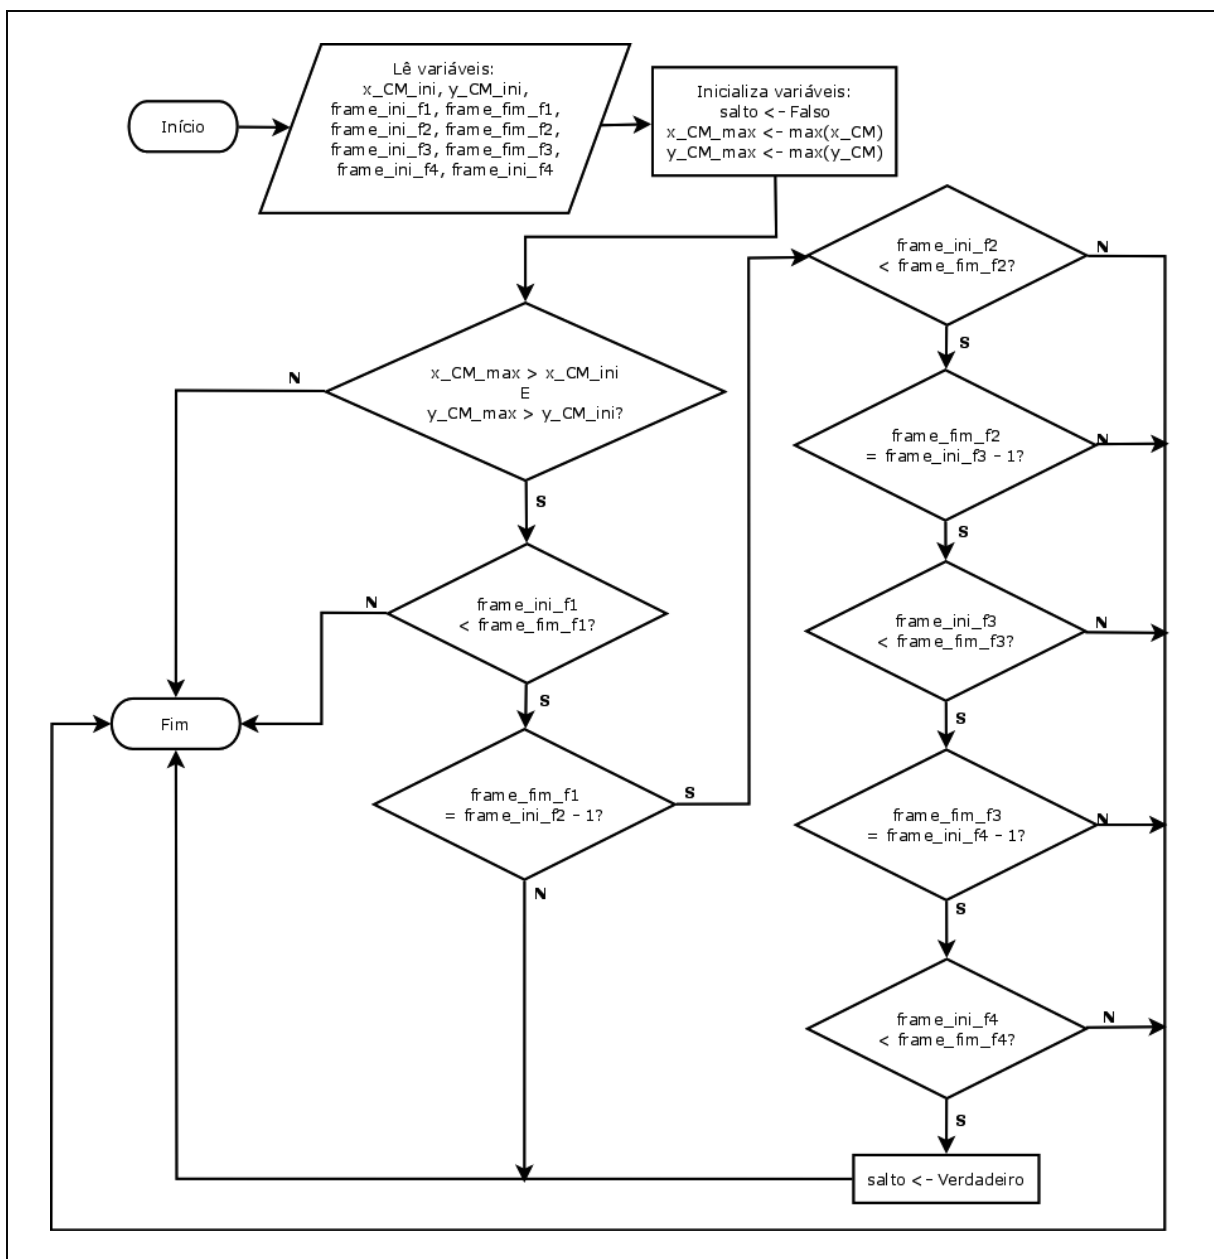 Início
Lê variáveis:
x_CM_ini, y_CM_ini,
frame_ini_f1, frame_fim_f1,
frame_ini_f2, frame_fim_f2,
frame_ini_f3, frame_fim_f3,
frame_ini_f4, frame_ini_f4
Inicializa variáveis:
salto <- Falso
x_CM_max <- max(x_CM)
y_CM_max <- max(y_CM)
x_CM_max > x_CM_ini
E
y_CM_max > y_CM_ini?
N
S
frame_ini_f1
< frame_fim_f1?
N
S
frame_fim_f1
= frame_ini_f2 - 1?
S
N
Fim
frame_ini_f2
< frame_fim_f2?
N
S
frame_fim_f2
= frame_ini_f3 - 1?
N
S
frame_ini_f3
< frame_fim_f3?
N
S
frame_fim_f3
= frame_ini_f4 - 1?
N
S
frame_ini_f4
< frame_fim_f4?
N
S
salto <- Verdadeiro